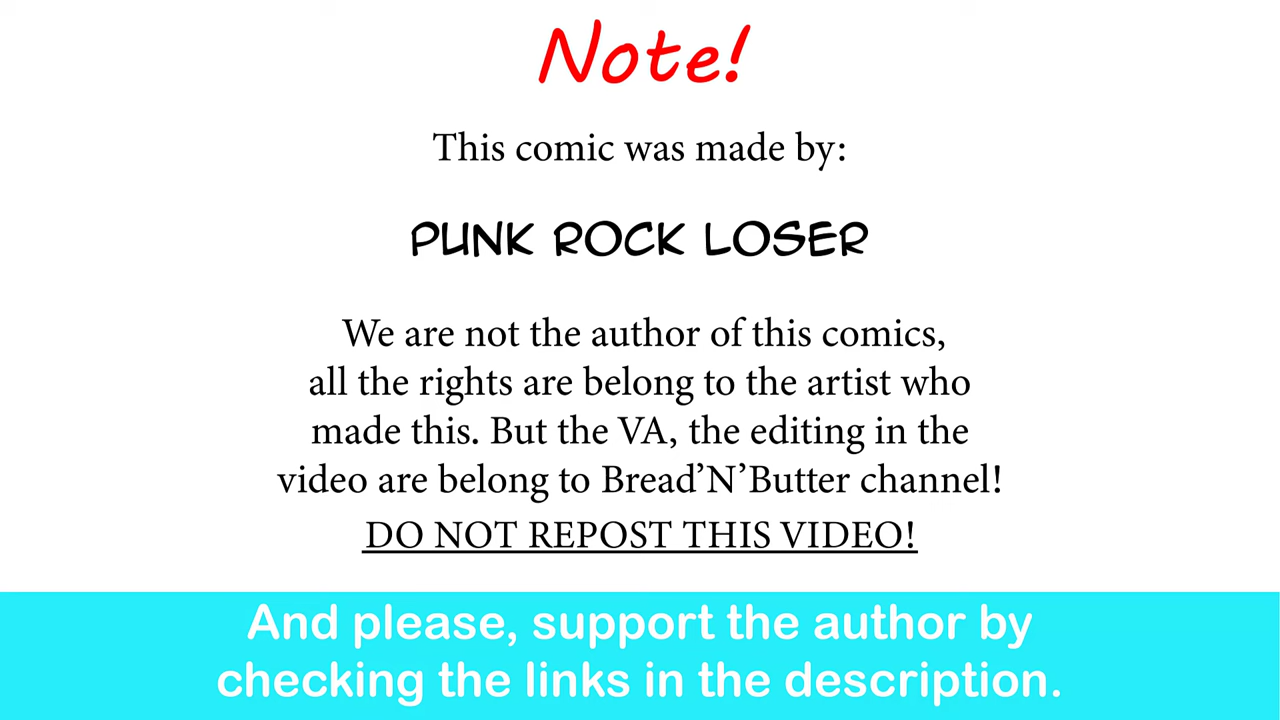 Note!
This comic was made by:
PUNK ROCK LOSER
We are not the author of this comics,
all the rights are belong to the artist who
made this. But the VA, the editing in the
video are belong to Bread’N’Butter channel!
DO NOT REPOST THIS VIDEO!
And please, support the author by
checking the links in the description.